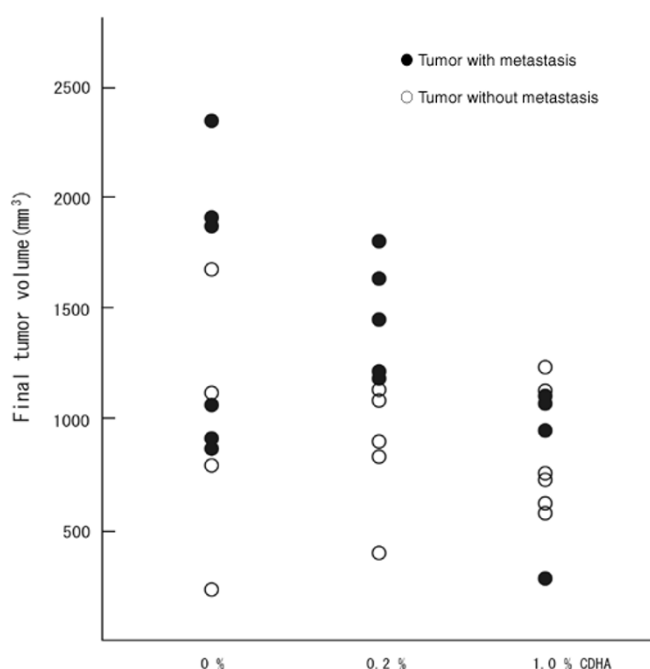 Tumor with metastasis
Tumor without metastasis
Final tumor volume(mm³)
2500
2000
1500
1000
500
0 %
0.2 %
1.0 % CDHA